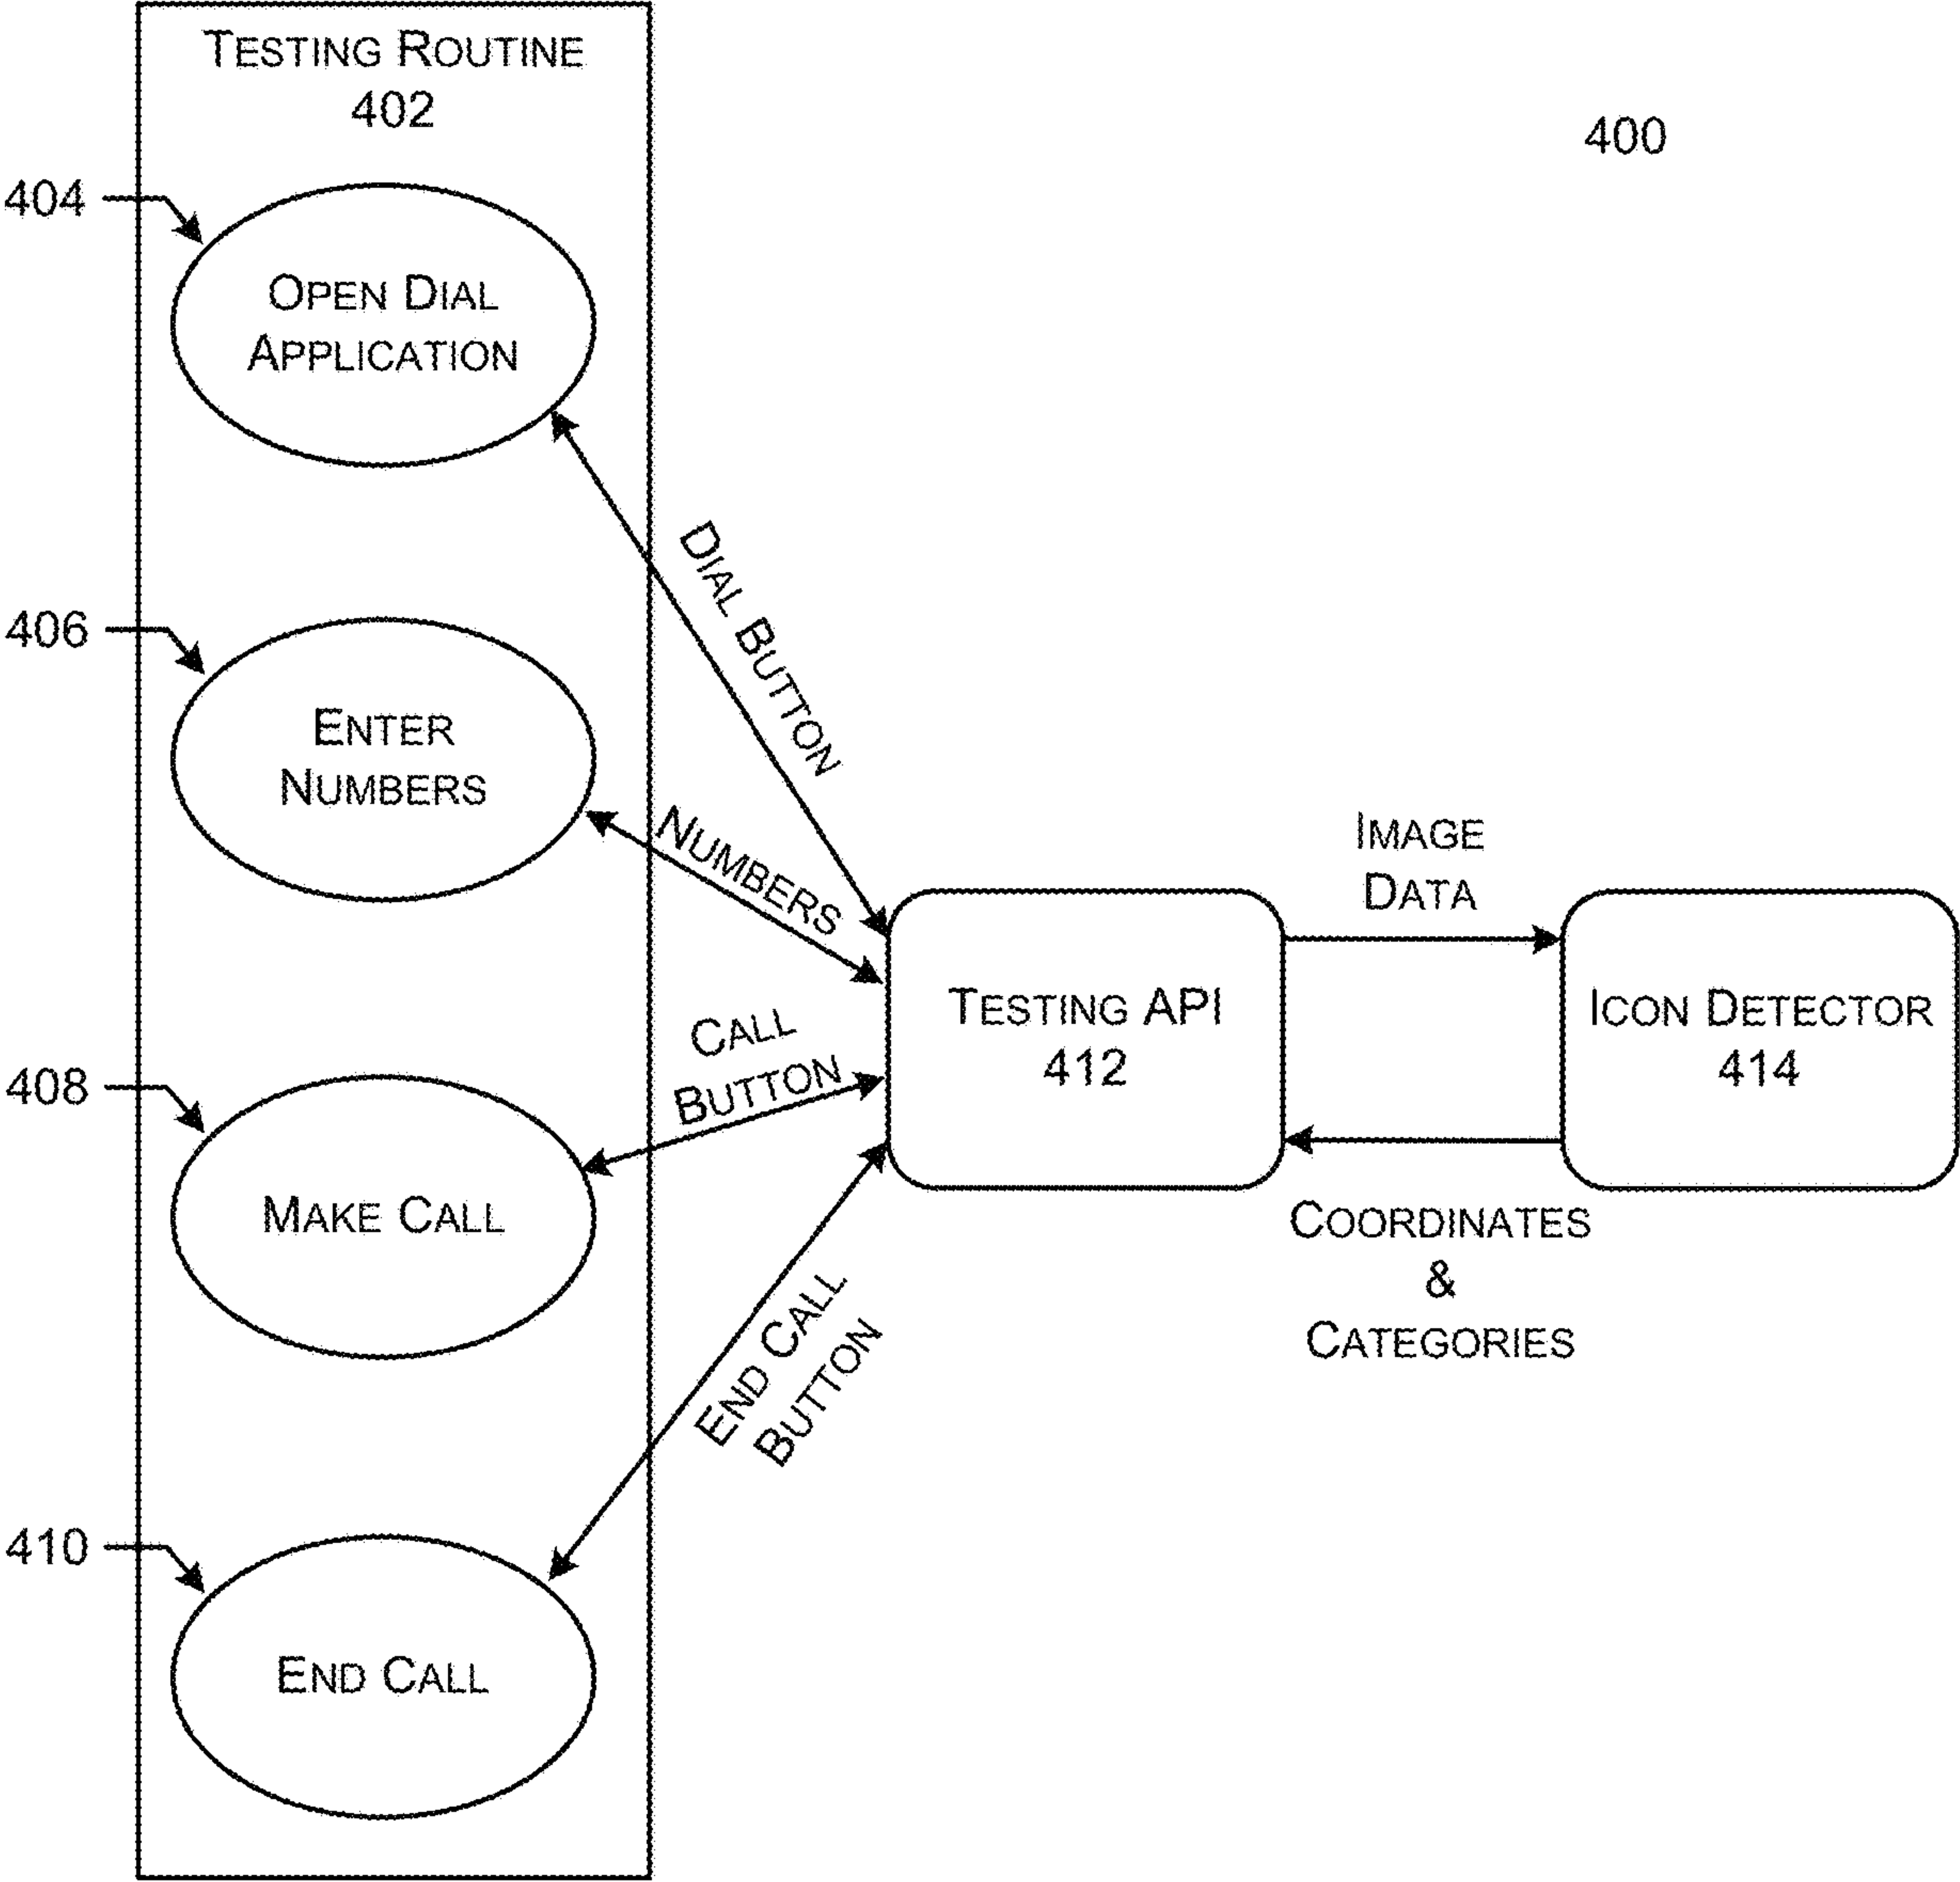 TESTING ROUTINE
402
400
404
OPEN DIAL
APPLICATION
DIAL BUTTON
406
ENTER
NUMBERS
NUMBERS
IMAGE
DATA
TESTING API
412
ICON DETECTOR
414
CALL
BUTTON
408
MAKE CALL
COORDINATES
&
CATEGORIES
END CALL
BUTTON
410
END CALL